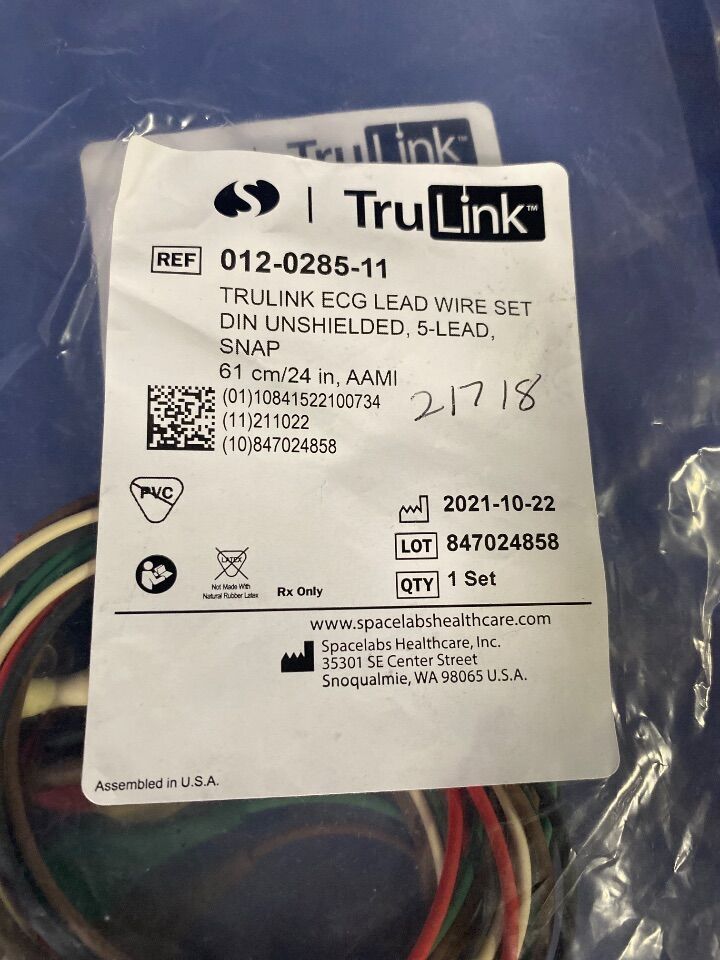 TruLink
TruLink™
REF 012-0285-11
TRULINK ECG LEAD WIRE SET
DIN UNSHIELDED, 5-LEAD,
SNAP
61 cm/24 in, AAMI
(01)10841522100734
(11)211022
(10)847024858
21718
PVC
2021-10-22
LOT 847024858
QTY 1 Set
LATEX
Not Made With
Natural Rubber Latex
Rx Only
www.spacelabshealthcare.com
Spacelabs Healthcare, Inc.
35301 SE Center Street
Snoqualmie, WA 98065 U.S.A.
Assembled in U.S.A.